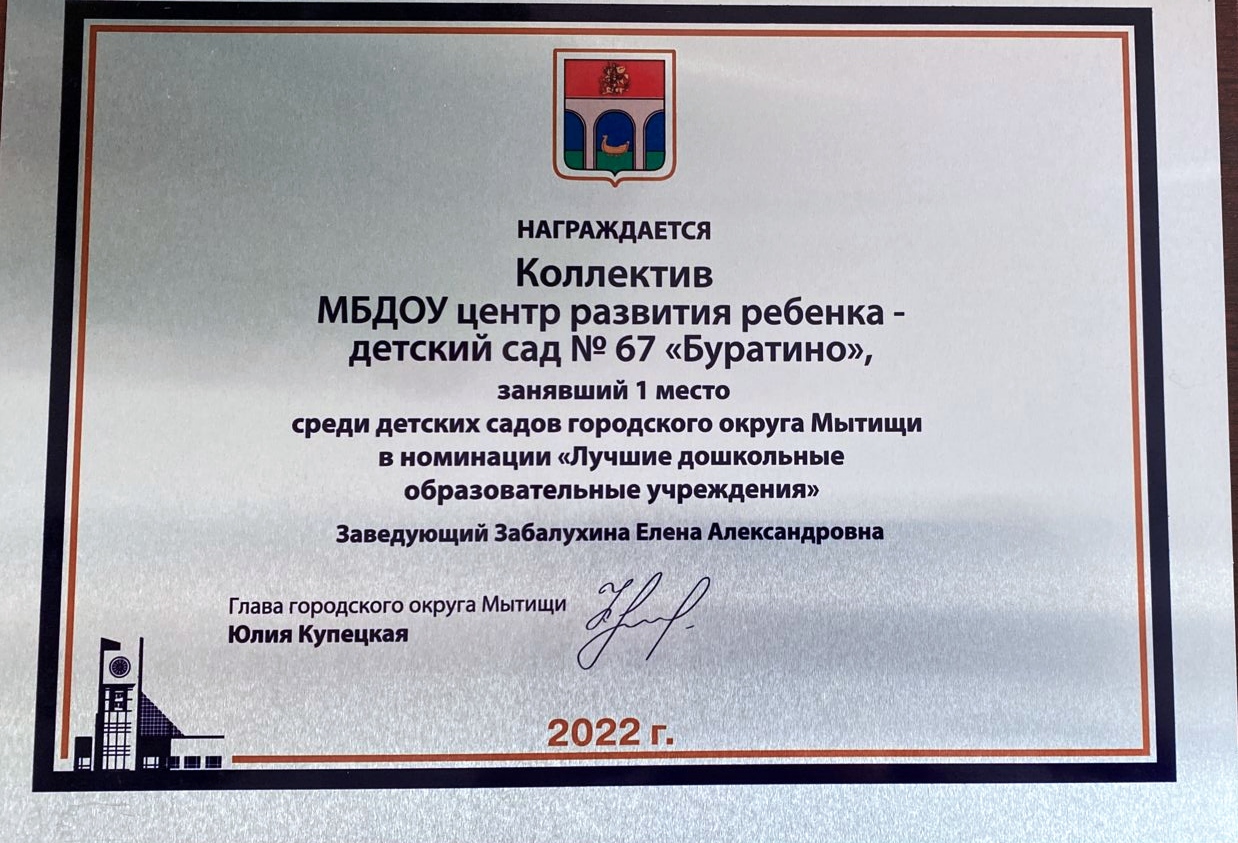 НАГРАЖДАЕТСЯ
Коллектив
МБДОУ центр развития ребенка -
детский сад № 67 «Буратино»,
занявший 1 место
среди детских садов городского округа Мытищи
в номинации «Лучшие дошкольные
образовательные учреждения»
Заведующий Забалухина Елена Александровна
Глава городского округа Мытищи
Юлия Купецкая
2022 г.